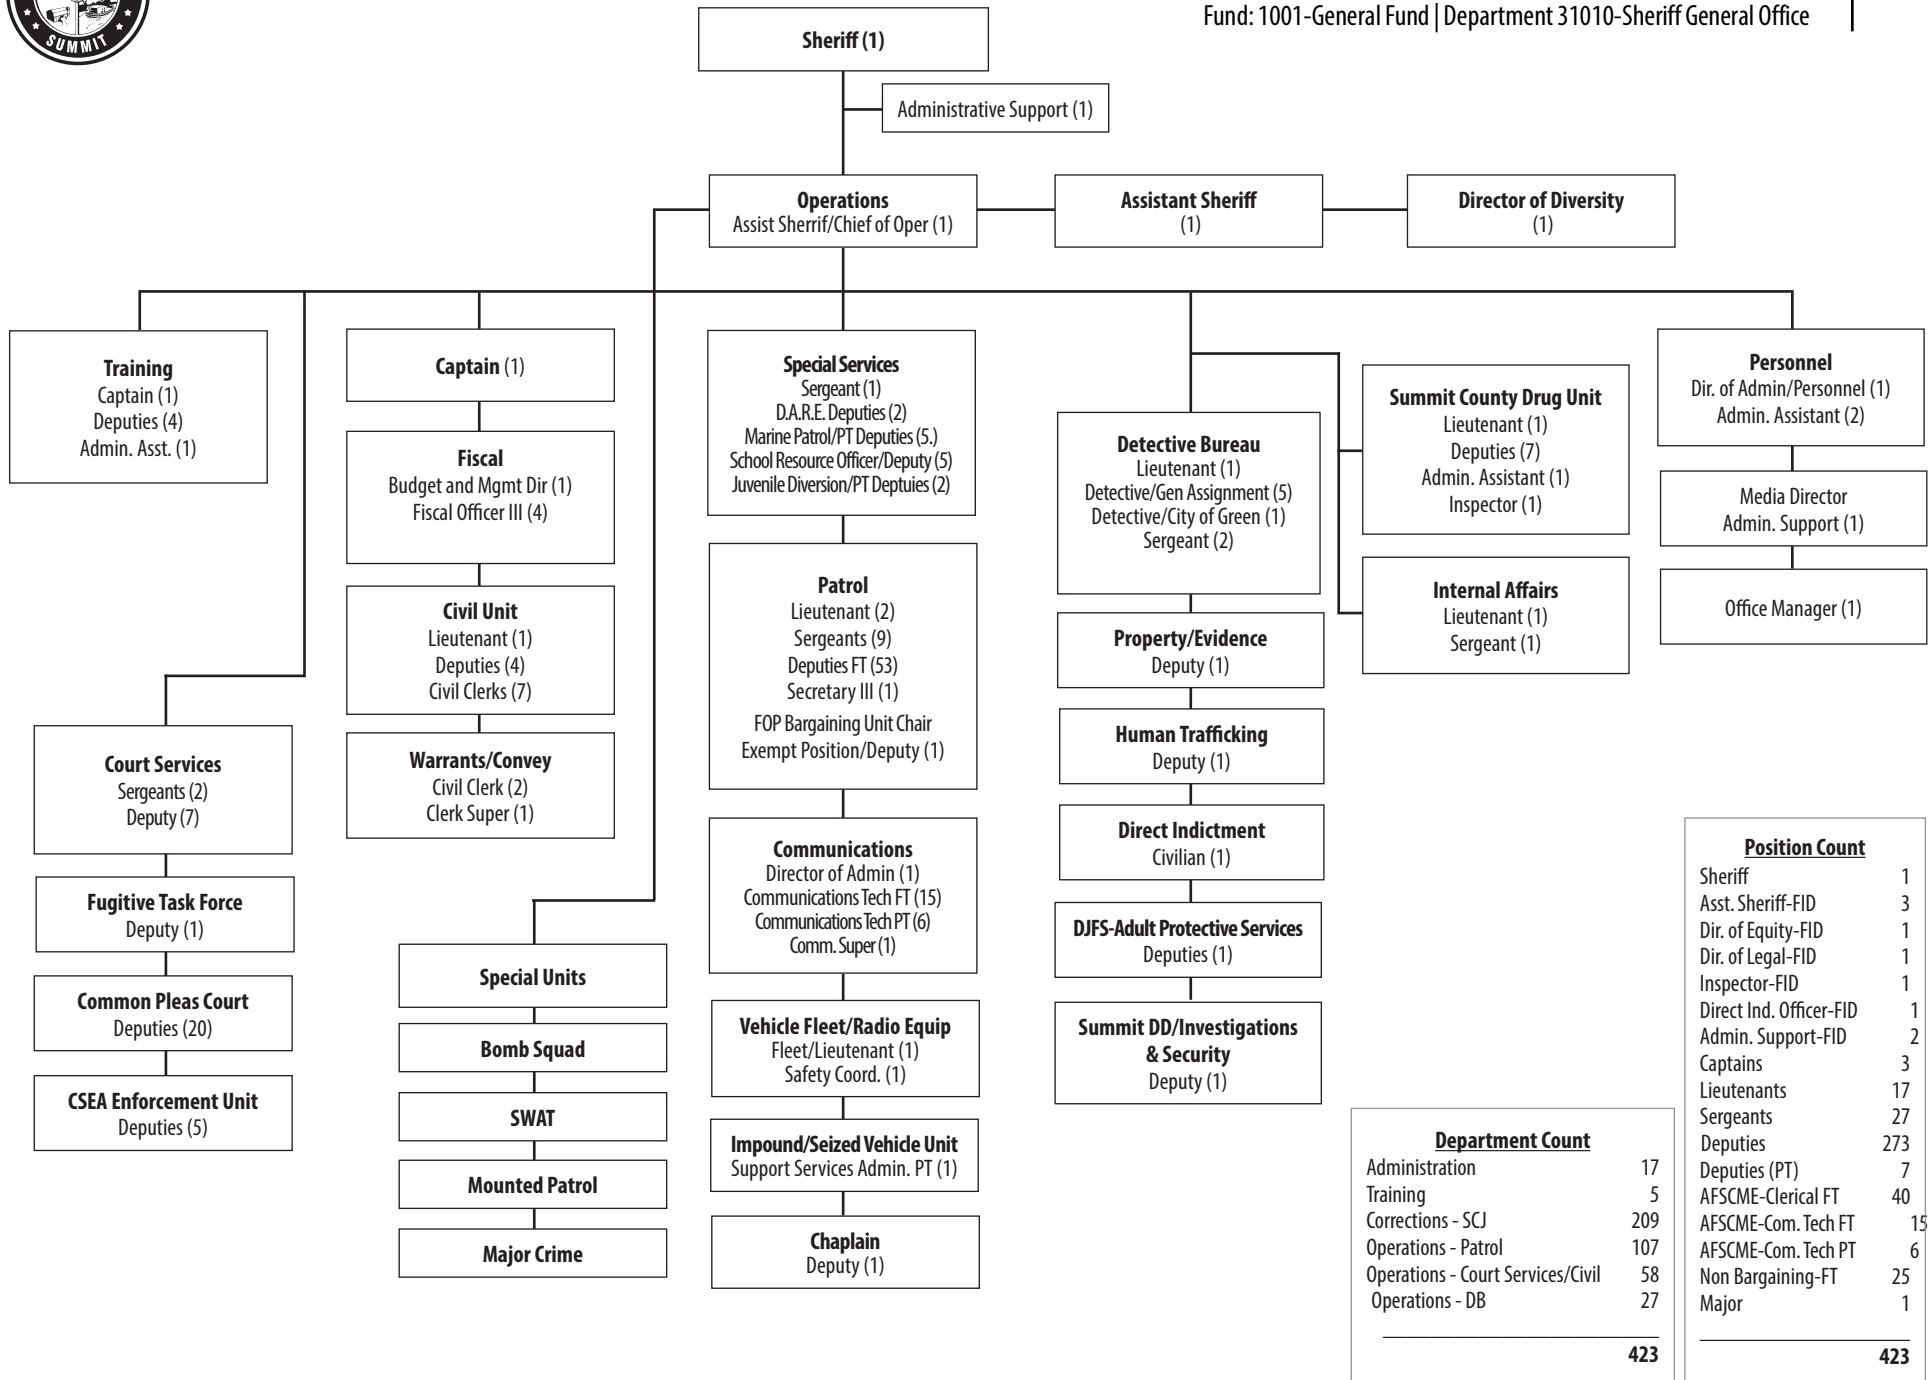 SUMMIT
Fund: 1001-General Fund | Department 31010-Sheriff General Office
Sheriff (1)
Administrative Support (1)
Operations
Assist Sherrif/Chief of Oper (1)
Assistant Sheriff
(1)
Director of Diversity
(1)
Training
Captain (1)
Deputies (4)
Admin. Asst. (1)
Captain (1)
Fiscal
Budget and Mgmt Dir (1)
Fiscal Officer III (4)
Civil Unit
Lieutenant (1)
Deputies (4)
Civil Clerks (7)
Warrants/Convey
Civil Clerk (2)
Clerk Super (1)
Court Services
Sergeants (2)
Deputy (7)
Fugitive Task Force
Deputy (1)
Common Pleas Court
Deputies (20)
CSEA Enforcement Unit
Deputies (5)
Special Units
Bomb Squad
SWAT
Mounted Patrol
Major Crime
Special Services
Sergeant (1)
D.A.R.E. Deputies (2)
Marine Patrol/PT Deputies (5.)
School Resource Officer/Deputy (5)
Juvenile Diversion/PT Deptuies (2)
Patrol
Lieutenant (2)
Sergeants (9)
Deputies FT (53)
Secretary III (1)
FOP Bargaining Unit Chair
Exempt Position/Deputy (1)
Communications
Director of Admin (1)
Communications Tech FT (15)
Communications Tech PT (6)
Comm. Super (1)
Vehicle Fleet/Radio Equip
Fleet/Lieutenant (1)
Safety Coord. (1)
Impound/Seized Vehicle Unit
Support Services Admin. PT (1)
Chaplain
Deputy (1)
Detective Bureau
Lieutenant (1)
Detective/Gen Assignment (5)
Detective/City of Green (1)
Sergeant (2)
Property/Evidence
Deputy (1)
Human Trafficking
Deputy (1)
Direct Indictment
Civilian (1)
DJFS-Adult Protective Services
Deputies (1)
Summit DD/Investigations
& Security
Deputy (1)
Summit County Drug Unit
Lieutenant (1)
Deputies (7)
Admin. Assistant (1)
Inspector (1)
Internal Affairs
Lieutenant (1)
Sergeant (1)
Personnel
Dir. of Admin/Personnel (1)
Admin. Assistant (2)
Media Director
Admin. Support (1)
Office Manager (1)
Department Count
Administration 17
Training 5
Corrections - SCJ 209
Operations - Patrol 107
Operations - Court Services/Civil 58
Operations - DB 27
423
Position Count
Sheriff 1
Asst. Sheriff-FID 3
Dir. of Equity-FID 1
Dir. of Legal-FID 1
Inspector-FID 1
Direct Ind. Officer-FID 1
Admin. Support-FID 2
Captains 3
Lieutenants 17
Sergeants 27
Deputies 273
Deputies (PT) 7
AFSCME-Clerical FT 40
AFSCME-Com. Tech FT 15
AFSCME-Com. Tech PT 6
Non Bargaining-FT 25
Major 1
423